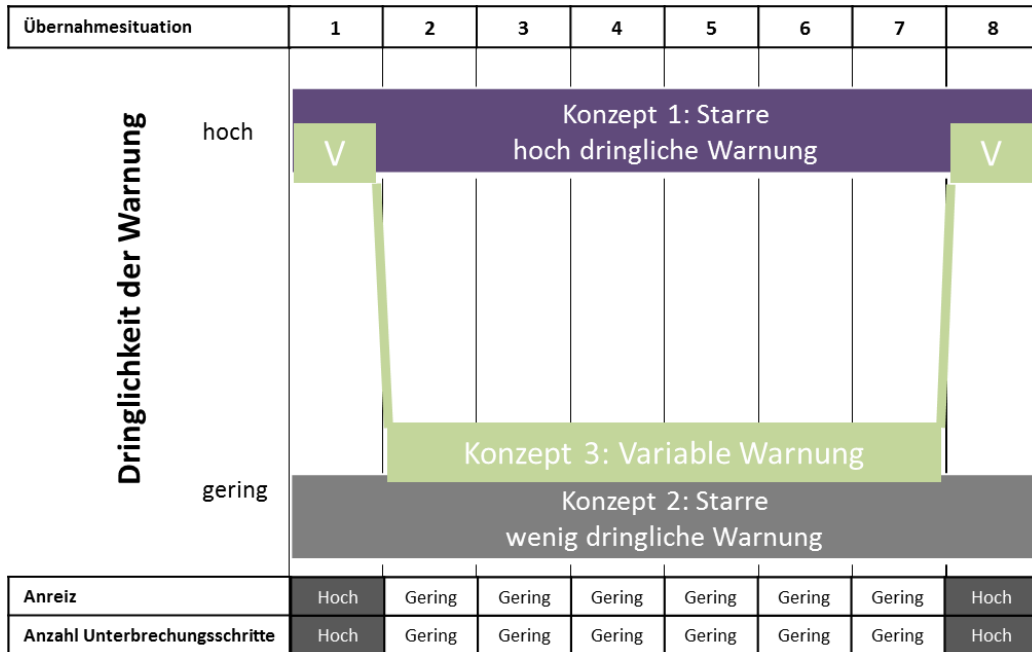 Übernahmesituation 1 2 3 4 5 6 7 8
Dringlichkeit der Warnung
hoch
Konzept 1: Starre
hoch dringliche Warnung
V V
Konzept 3: Variable Warnung
gering
Konzept 2: Starre
wenig dringliche Warnung
Anreiz Hoch Gering Gering Gering Gering Gering Gering Hoch
Anzahl Unterbrechungsschritte Hoch Gering Gering Gering Gering Gering Gering Hoch